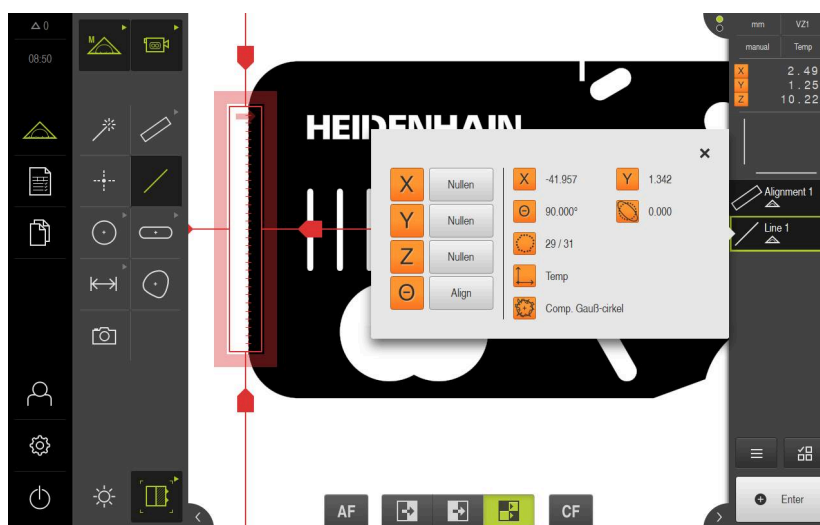 0
08:50
M
HEIDENHAIN
mm VZ1
manual Temp
X 2.49
Y 1.25
Z 10.22
Alignment 1
Line 1
X Nullen
Y Nullen
Z Nullen
Θ Align
X -41.957 Y 1.342
Θ 90.000° 0.000
29 / 31
Temp
Comp. Gauß-cirkel
AF CF
Enter